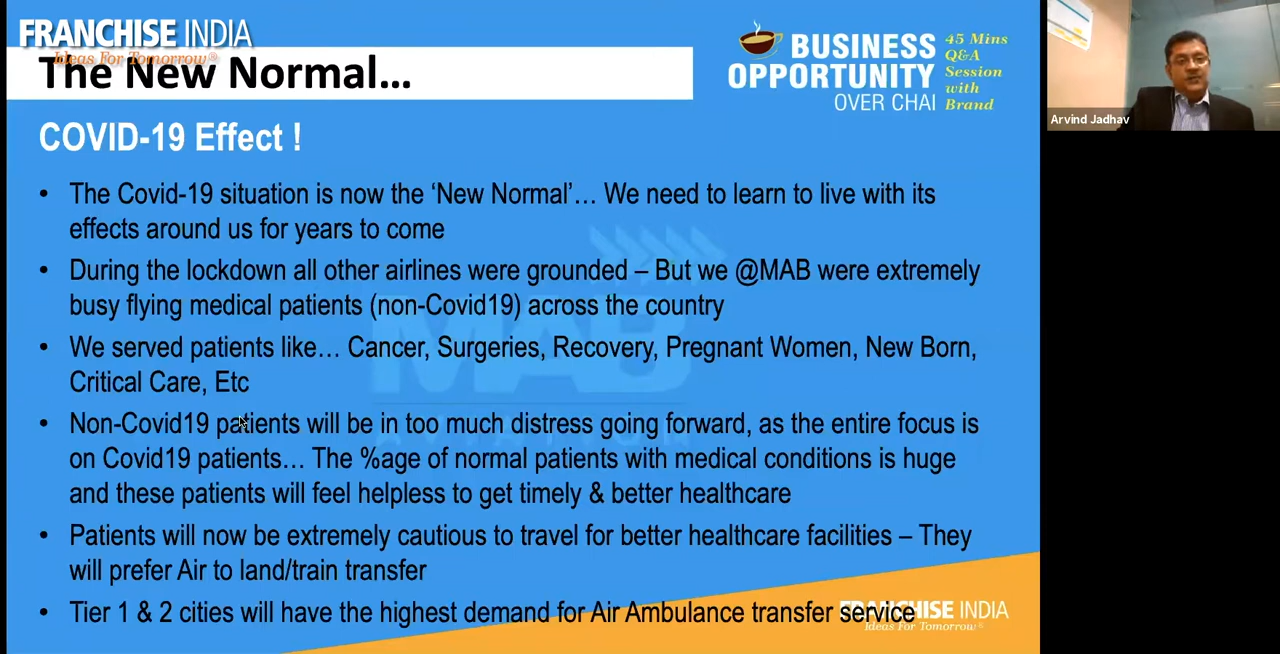 FRANCHISE INDIA
Ideas For Tomorrow®
The New Normal...
BUSINESS
OPPORTUNITY
OVER CHAI
45 Mins
Q&A
Session
with
Brand
Arvind Jadhav
COVID-19 Effect !
• The Covid-19 situation is now the ‘New Normal’… We need to learn to live with its
effects around us for years to come
• During the lockdown all other airlines were grounded – But we @MAB were extremely
busy flying medical patients (non-Covid19) across the country
• We served patients like… Cancer, Surgeries, Recovery, Pregnant Women, New Born,
Critical Care, Etc
• Non-Covid19 patients will be in too much distress going forward, as the entire focus is
on Covid19 patients… The %age of normal patients with medical conditions is huge
and these patients will feel helpless to get timely & better healthcare
• Patients will now be extremely cautious to travel for better healthcare facilities – They
will prefer Air to land/train transfer
• Tier 1 & 2 cities will have the highest demand for Air Ambulance transfer service
MAB
AVIATION
FRANCHISE INDIA
Ideas For Tomorrow®